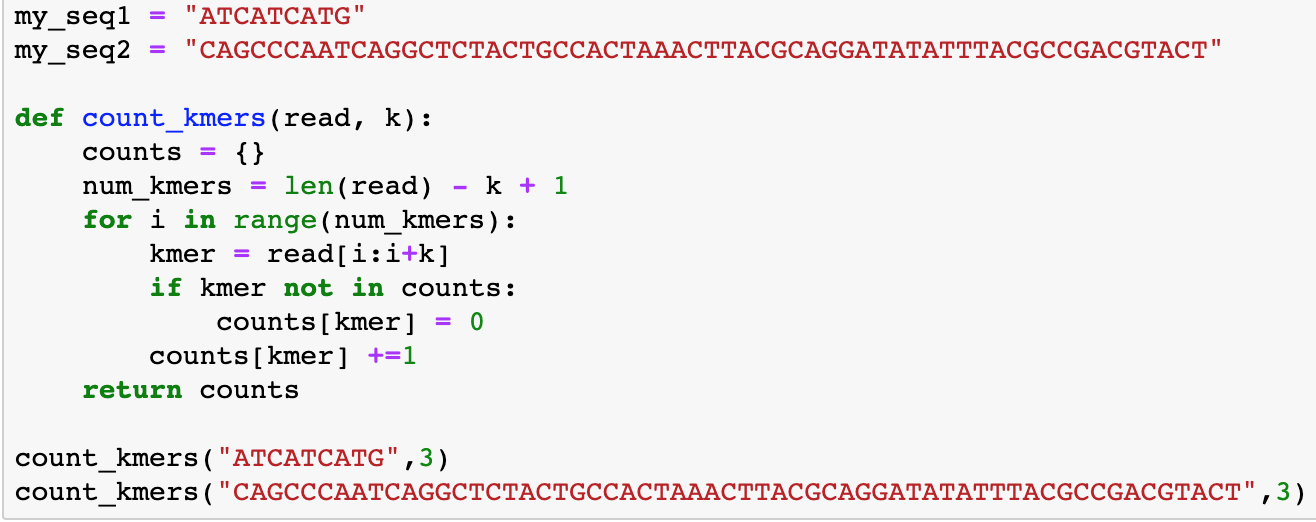 my_seq1 = "ATCATCATG"
my_seq2 = "CAGCCCAATCAGGCTCTACTGCCACTAAACTTACGCAGGATATATTTACGCCGACGTACT"
def count_kmers(read, k):
    counts = {}
    num_kmers = len(read) - k + 1
    for i in range(num_kmers):
        kmer = read[i:i+k]
        if kmer not in counts:
            counts[kmer] = 0
        counts[kmer] +=1
    return counts
count_kmers("ATCATCATG",3)
count_kmers("CAGCCCAATCAGGCTCTACTGCCACTAAACTTACGCAGGATATATTTACGCCGACGTACT",3)